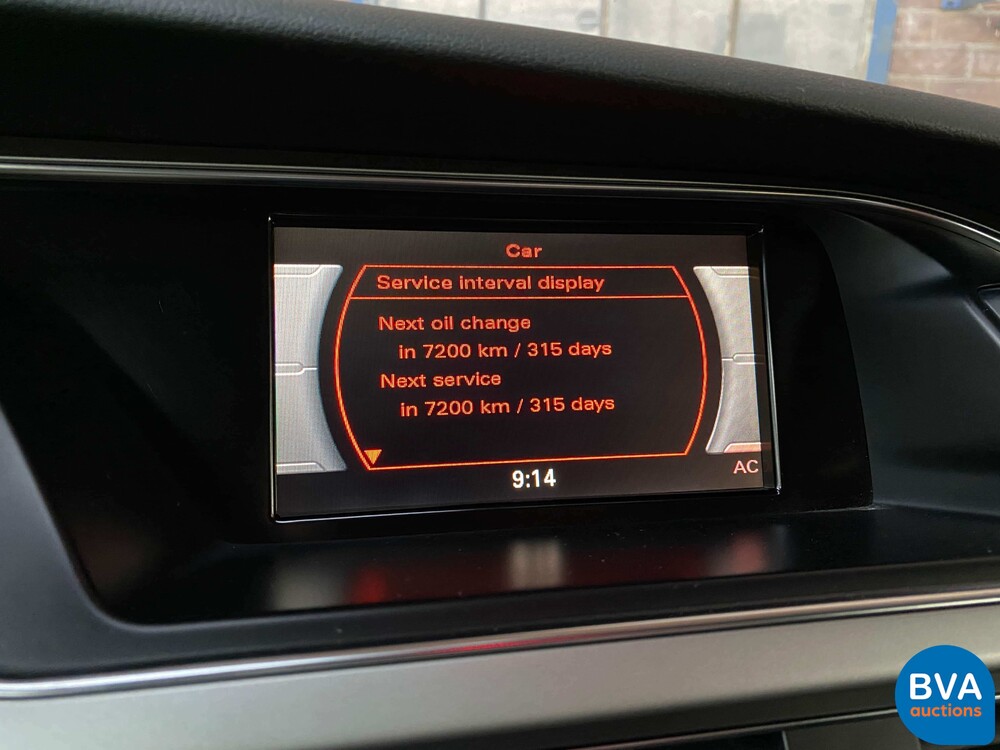 Car
Service interval display
Next oil change
in 7200 km / 315 days
Next service
in 7200 km / 315 days
9:14
AC
BVA
auctions